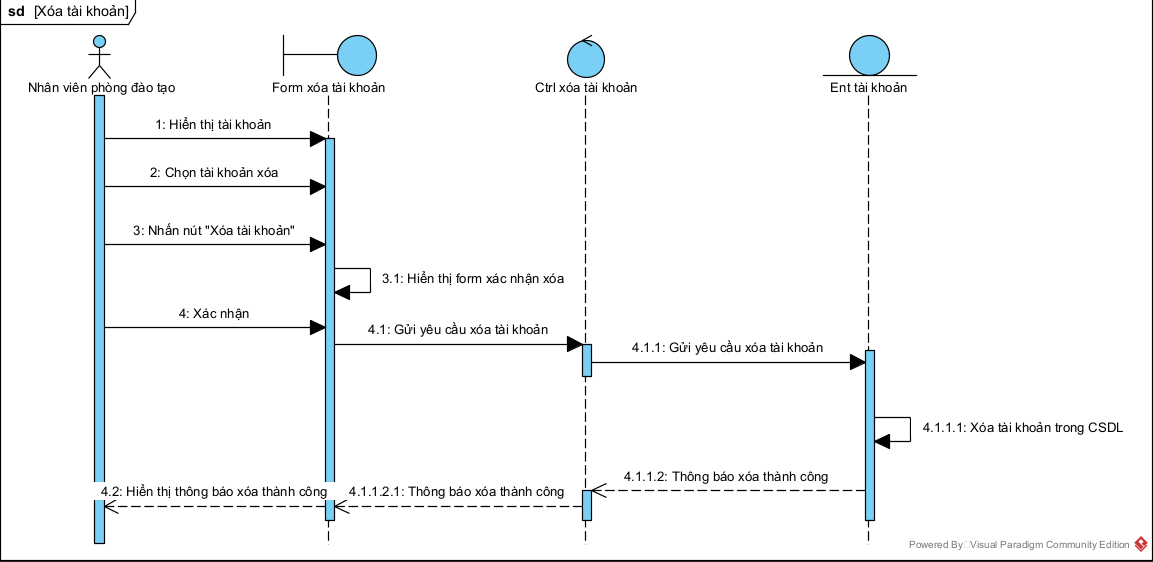 sd [Xóa tài khoản]
Nhân viên phòng đào tạo
Form xóa tài khoản
Ctrl xóa tài khoản
Ent tài khoản
1: Hiển thị tài khoản
2: Chọn tài khoản xóa
3: Nhấn nút "Xóa tài khoản"
3.1: Hiển thị form xác nhận xóa
4: Xác nhận
4.1: Gửi yêu cầu xóa tài khoản
4.1.1: Gửi yêu cầu xóa tài khoản
4.1.1.1: Xóa tài khoản trong CSDL
4.1.1.2: Thông báo xóa thành công
4.2: Hiển thị thông báo xóa thành công
4.1.1.2.1: Thông báo xóa thành công
Powered By Visual Paradigm Community Edition